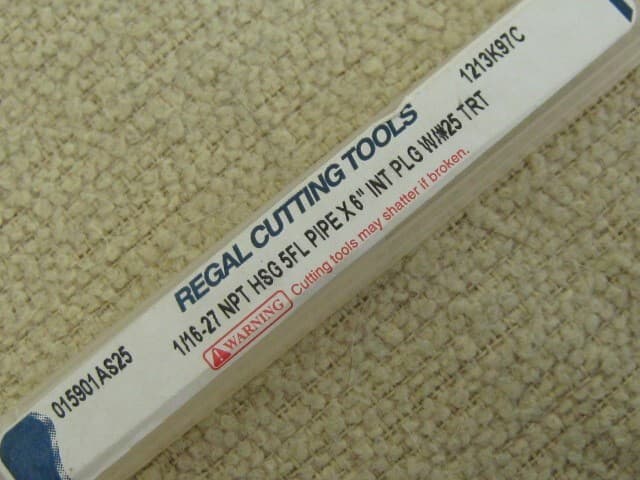 REGAL CUTTING TOOLS 1213K97C
1/16-27 NPT HSG 5FL PIPE X 6" INT PLG W/#25 TRT
015901AS25 WARNING Cutting tools may shatter if broken.